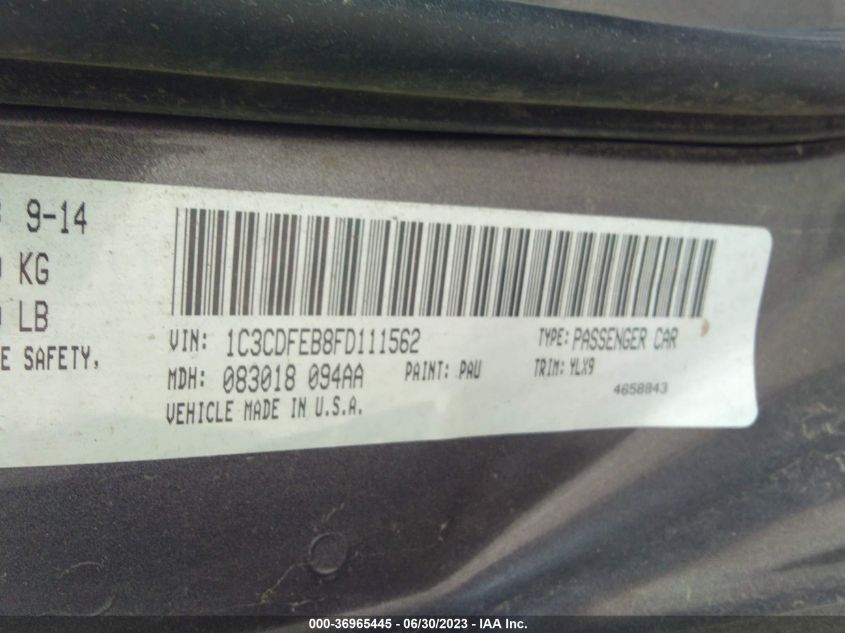 : 9-14
KG
LB
E SAFETY,
VIN: 1C3CDFEB8FD111562 TYPE: PASSENGER CAR
MDH: 083018 094AA PAINT: PAU TRIM: YLX9
VEHICLE MADE IN U.S.A. 4658843
000-36965445 - 06/30/2023 - IAA Inc.